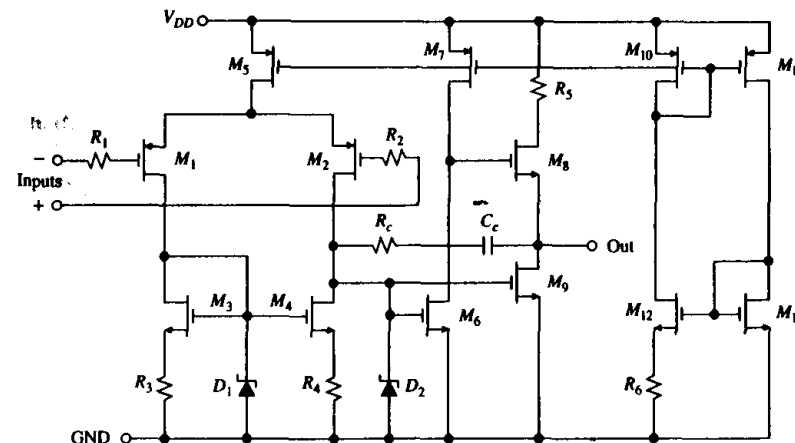 V_DD
M_5
M_7
M_10
M_1
R_5
R_1
R_2
−
M_1
M_2
M_8
Inputs
+
R_c
C_c
Out
M_3
M_4
M_9
M_6
M_12
M_1
R_3
D_1
R_4
D_2
R_6
GND